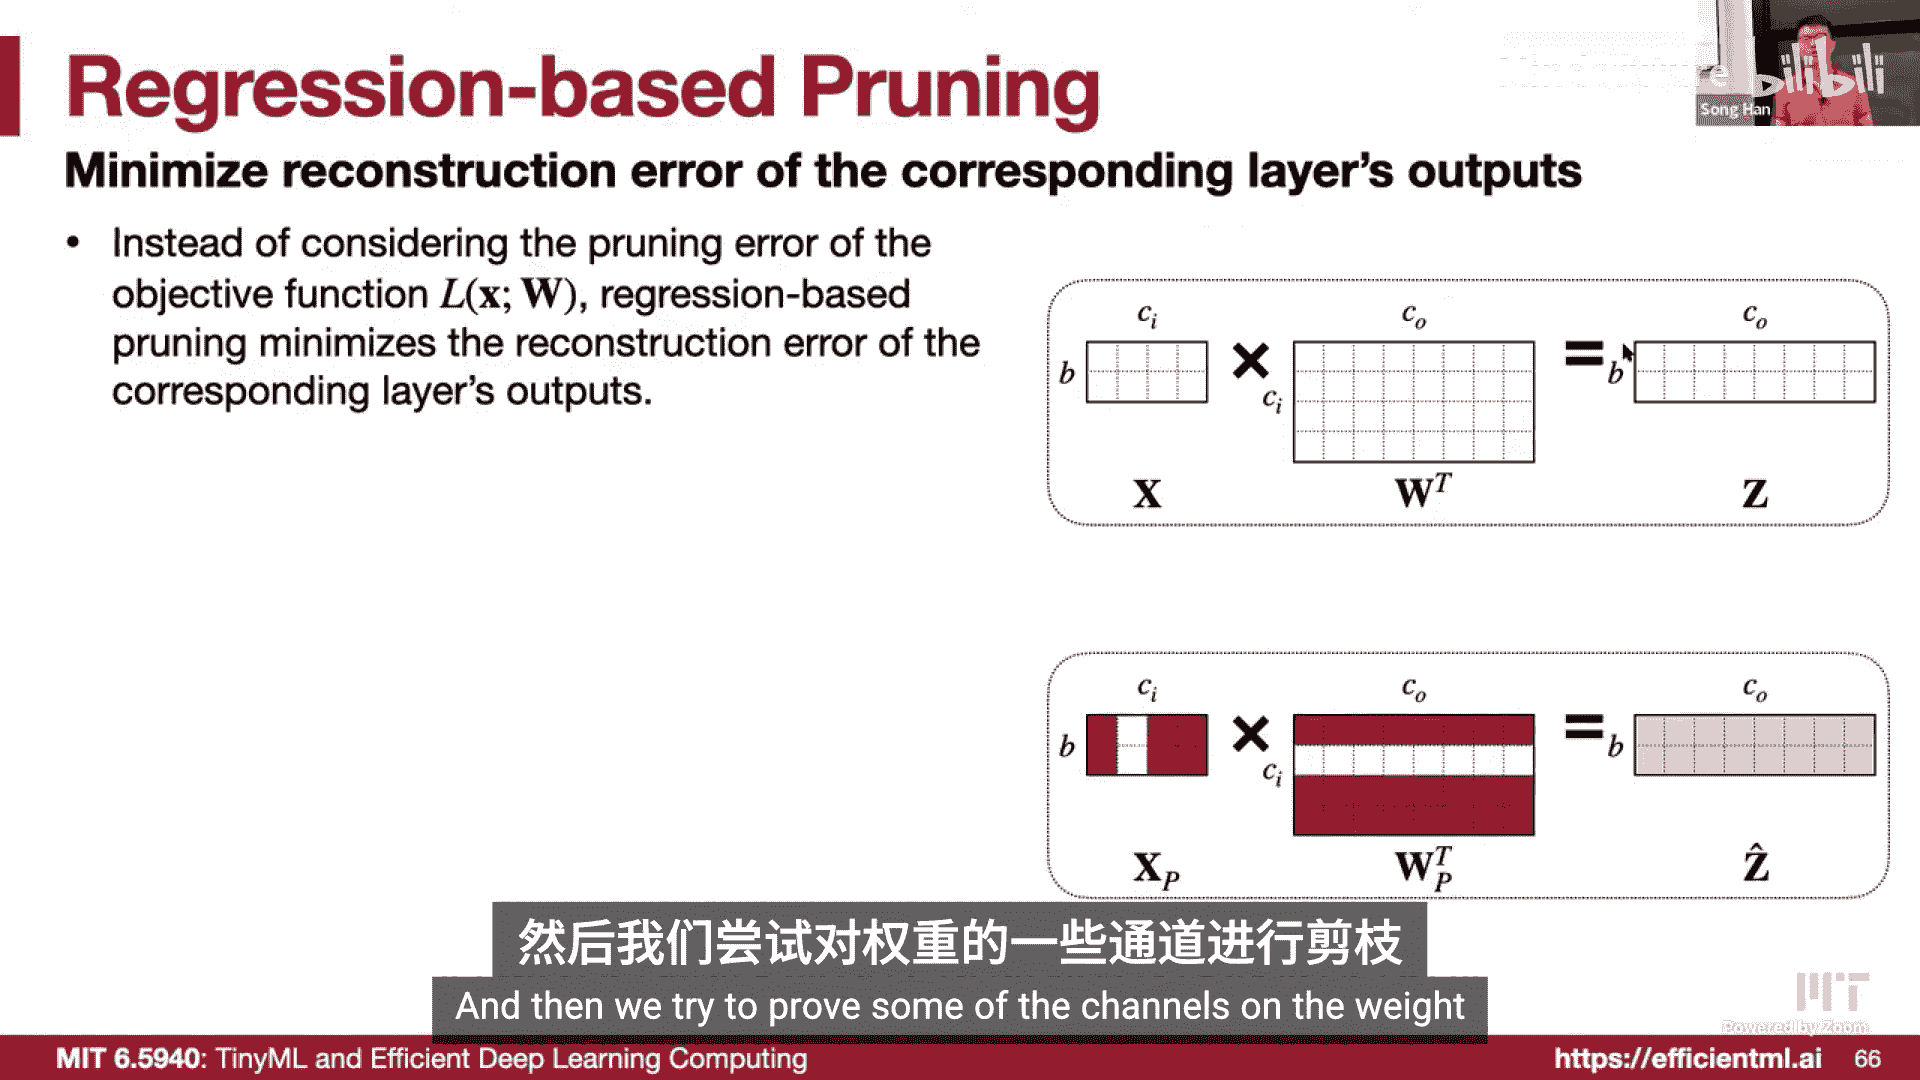 Regression-based Pruning
bilibili
Song Han
Minimize reconstruction error of the corresponding layer's outputs
• Instead of considering the pruning error of the
objective function L(x; W), regression-based
pruning minimizes the reconstruction error of the
corresponding layer's outputs.
c_i c_o c_o
b × c_i = b
X W^T Z
c_i c_o c_o
b × c_i = b
X_P W_P^T Ẑ
然后我们尝试对权重的一些通道进行剪枝
And then we try to prove some of the channels on the weight
MIT
Powered by Zoom
MIT 6.5940: TinyML and Efficient Deep Learning Computing
https://efficientml.ai 66